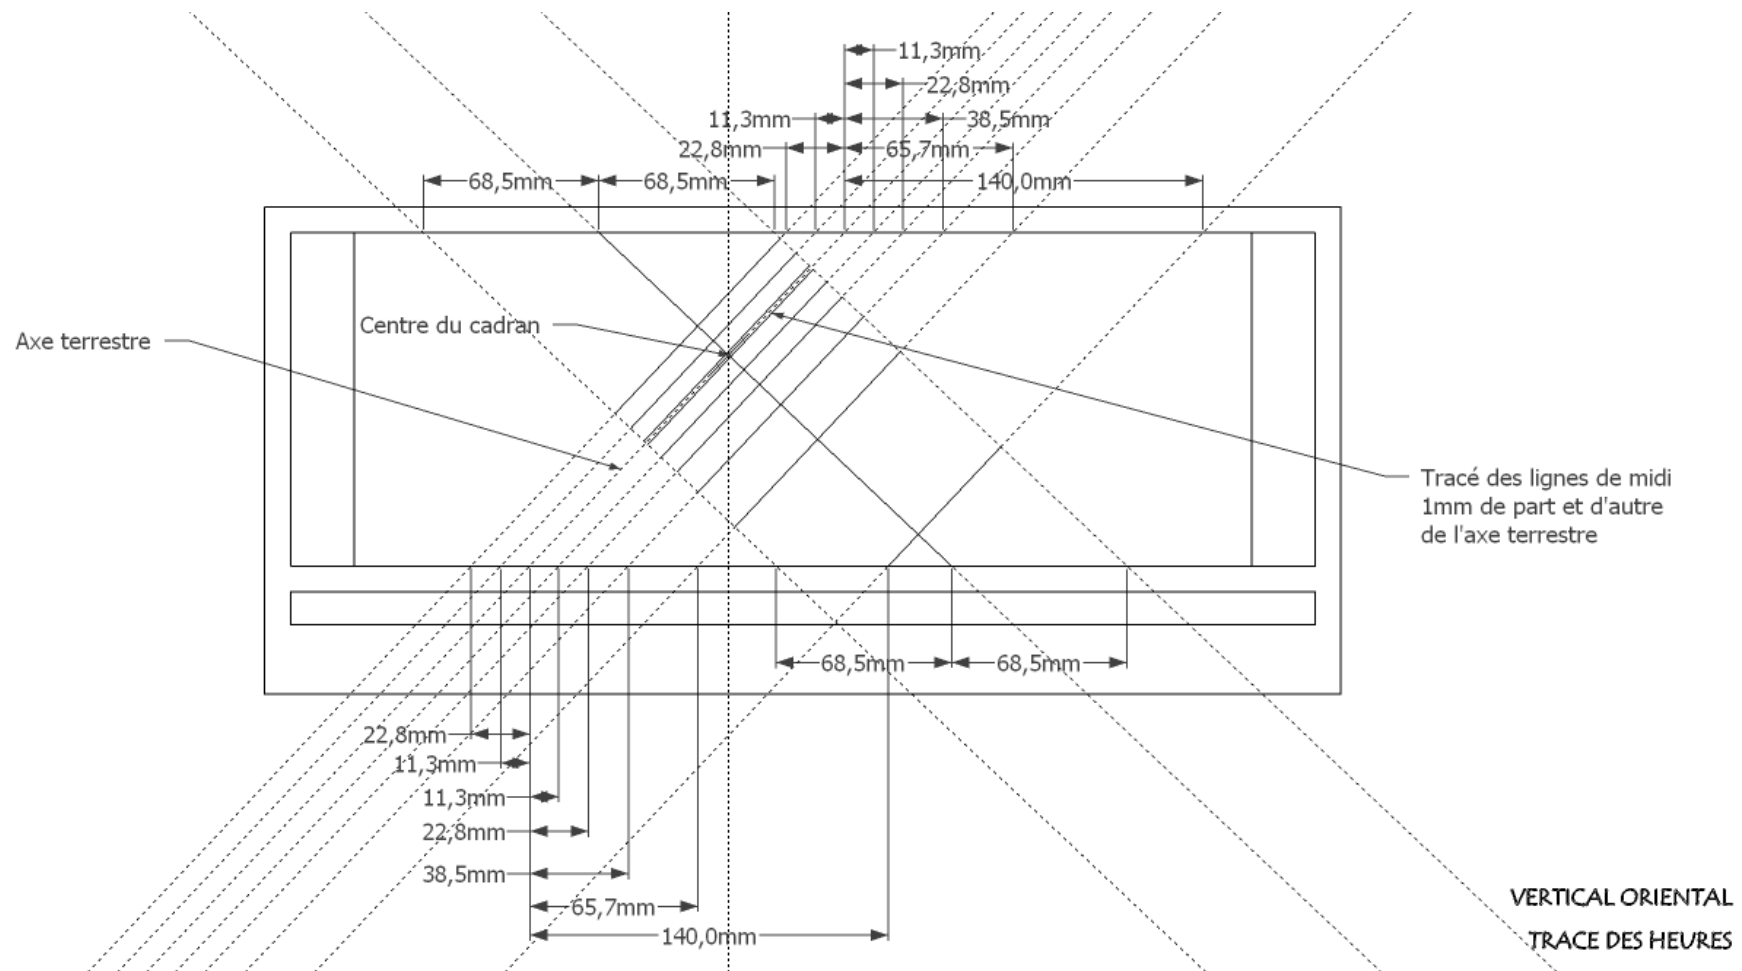 11,3mm
22,8mm
11,3mm
38,5mm
22,8mm
65,7mm
68,5mm
68,5mm
140,0mm
Centre du cadran
Axe terrestre
Tracé des lignes de midi
1mm de part et d'autre
de l'axe terrestre
68,5mm
68,5mm
22,8mm
11,3mm
11,3mm
22,8mm
38,5mm
65,7mm
140,0mm
VERTICAL ORIENTAL
TRACE DES HEURES